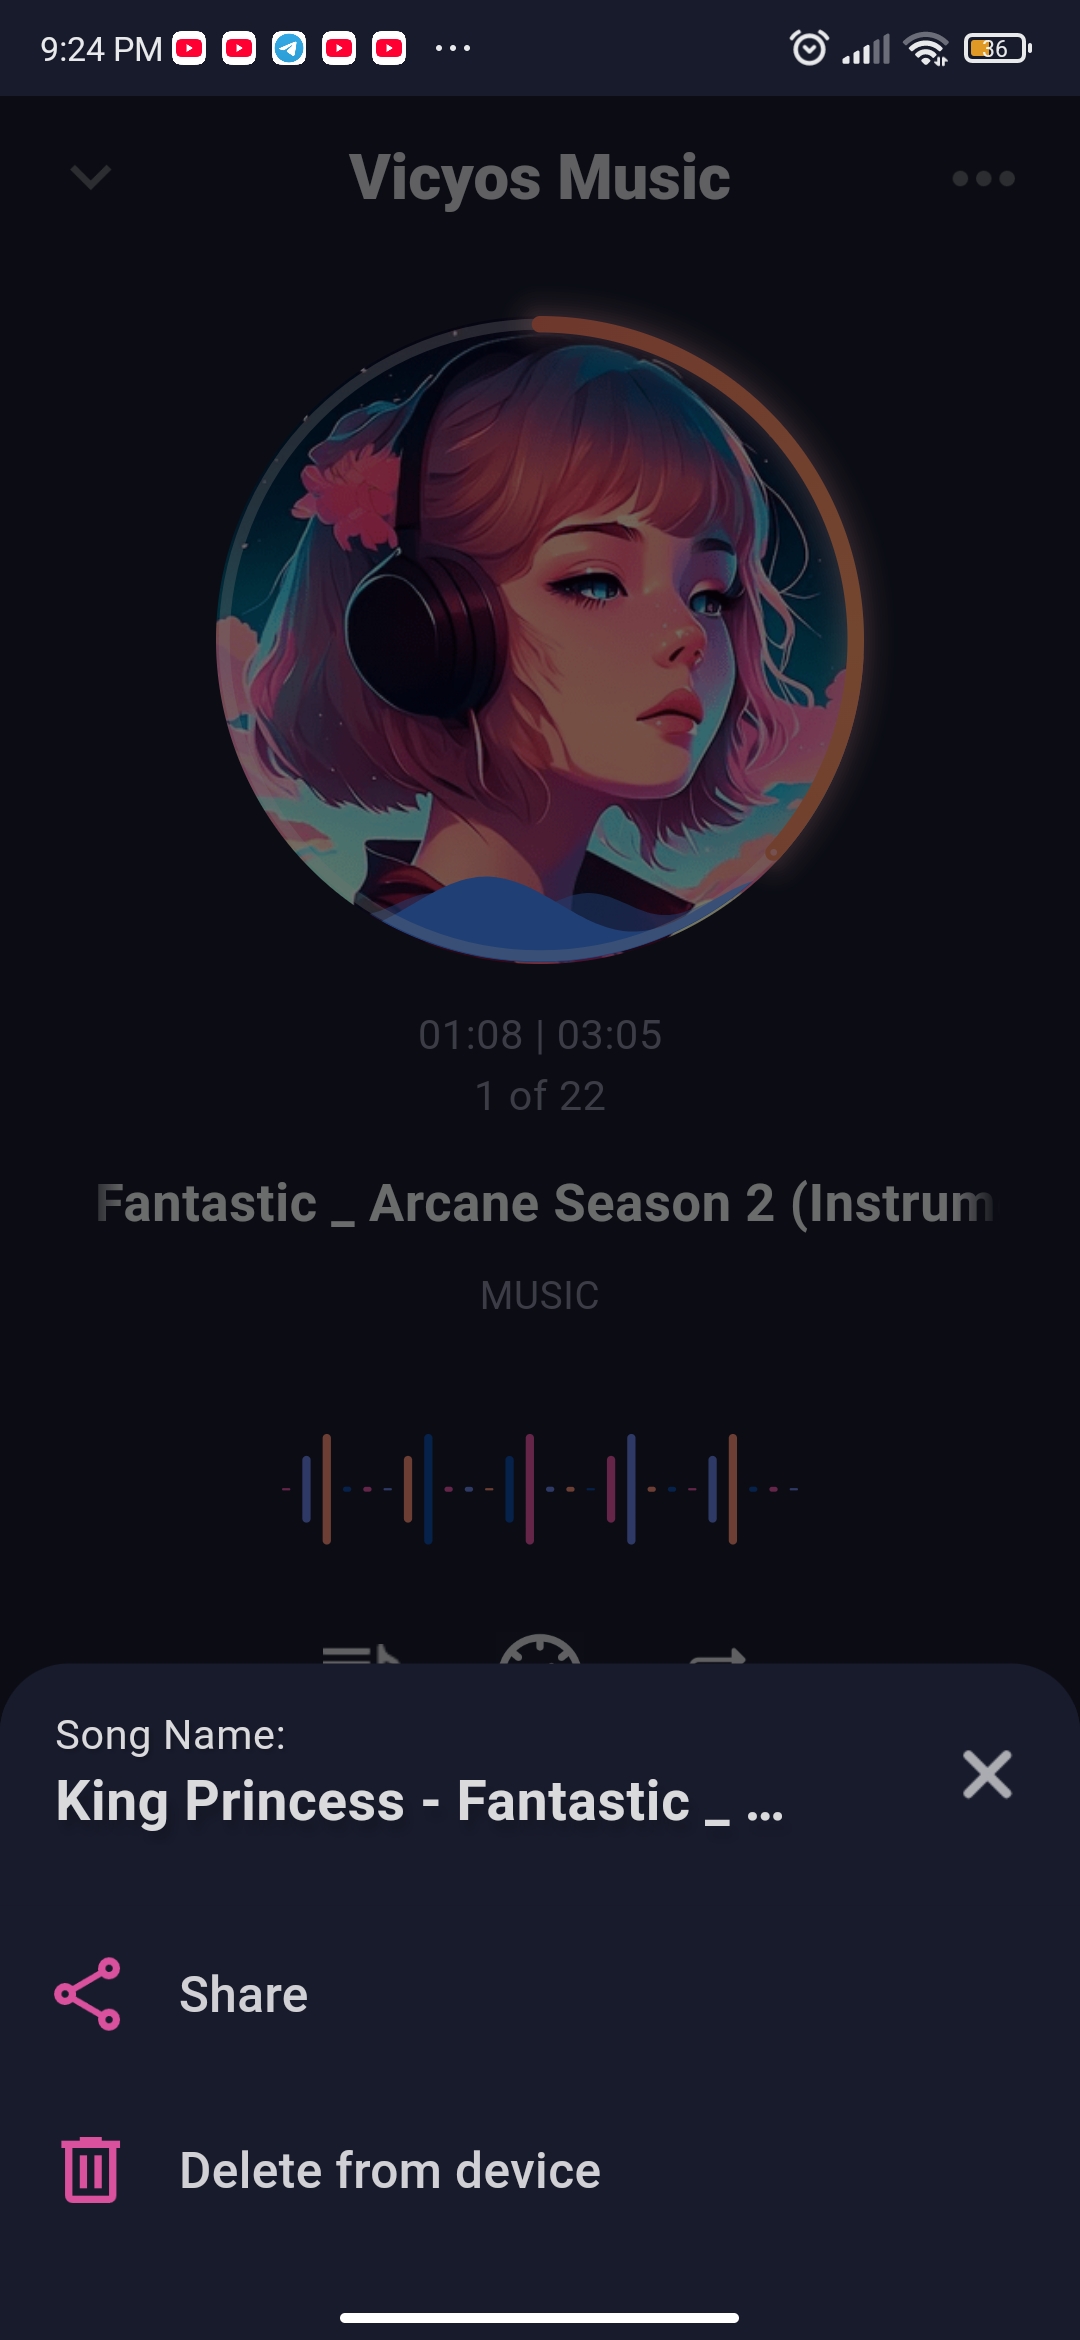 9:24 PM
36
Vicyos Music
01:08 | 03:05
1 of 22
Fantastic _ Arcane Season 2 (Instrum
MUSIC
Song Name:
King Princess - Fantastic _ ...
Share
Delete from device